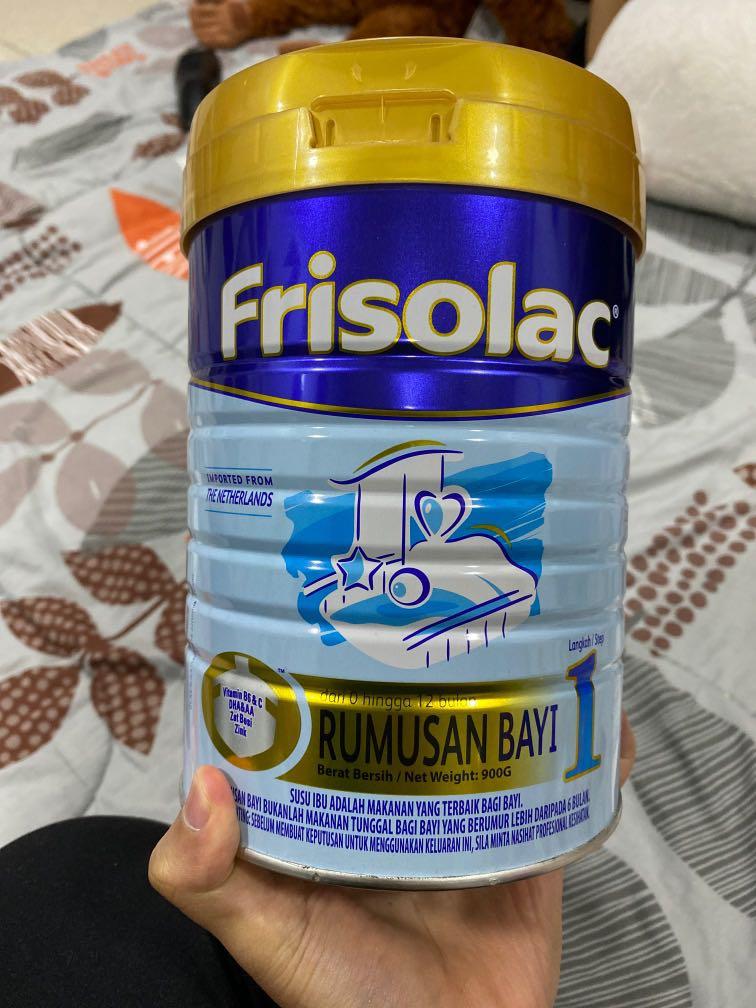 Frisolac®
IMPORTED FROM
THE NETHERLANDS
Langkah / Step
1
™
Vitamin B6 & C
DHA&AA
Zat Besi
Zink
dari 0 hingga 12 bulan
RUMUSAN BAYI
Berat Bersih / Net Weight: 900G
SUSU IBU ADALAH MAKANAN YANG TERBAIK BAGI BAYI.
BAYI BUKANLAH MAKANAN TUNGGAL BAGI BAYI YANG BERUMUR LEBIH DARIPADA 6 BULAN.
SEBELUM MEMBUAT KEPUTUSAN UNTUK MENGGUNAKAN KELUARAN INI, SILA MINTA NASIHAT PROFESIONAL KESIHATAN.